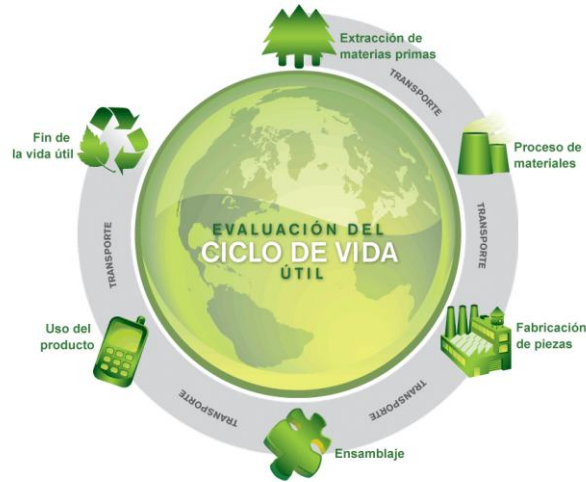 Extracción de
materias primas
TRANSPORTE
Proceso de
materiales
TRANSPORTE
Fabricación
de piezas
TRANSPORTE
Ensamblaje
TRANSPORTE
Uso del
producto
TRANSPORTE
Fin de
la vida útil
EVALUACIÓN DEL
CICLO DE VIDA
ÚTIL